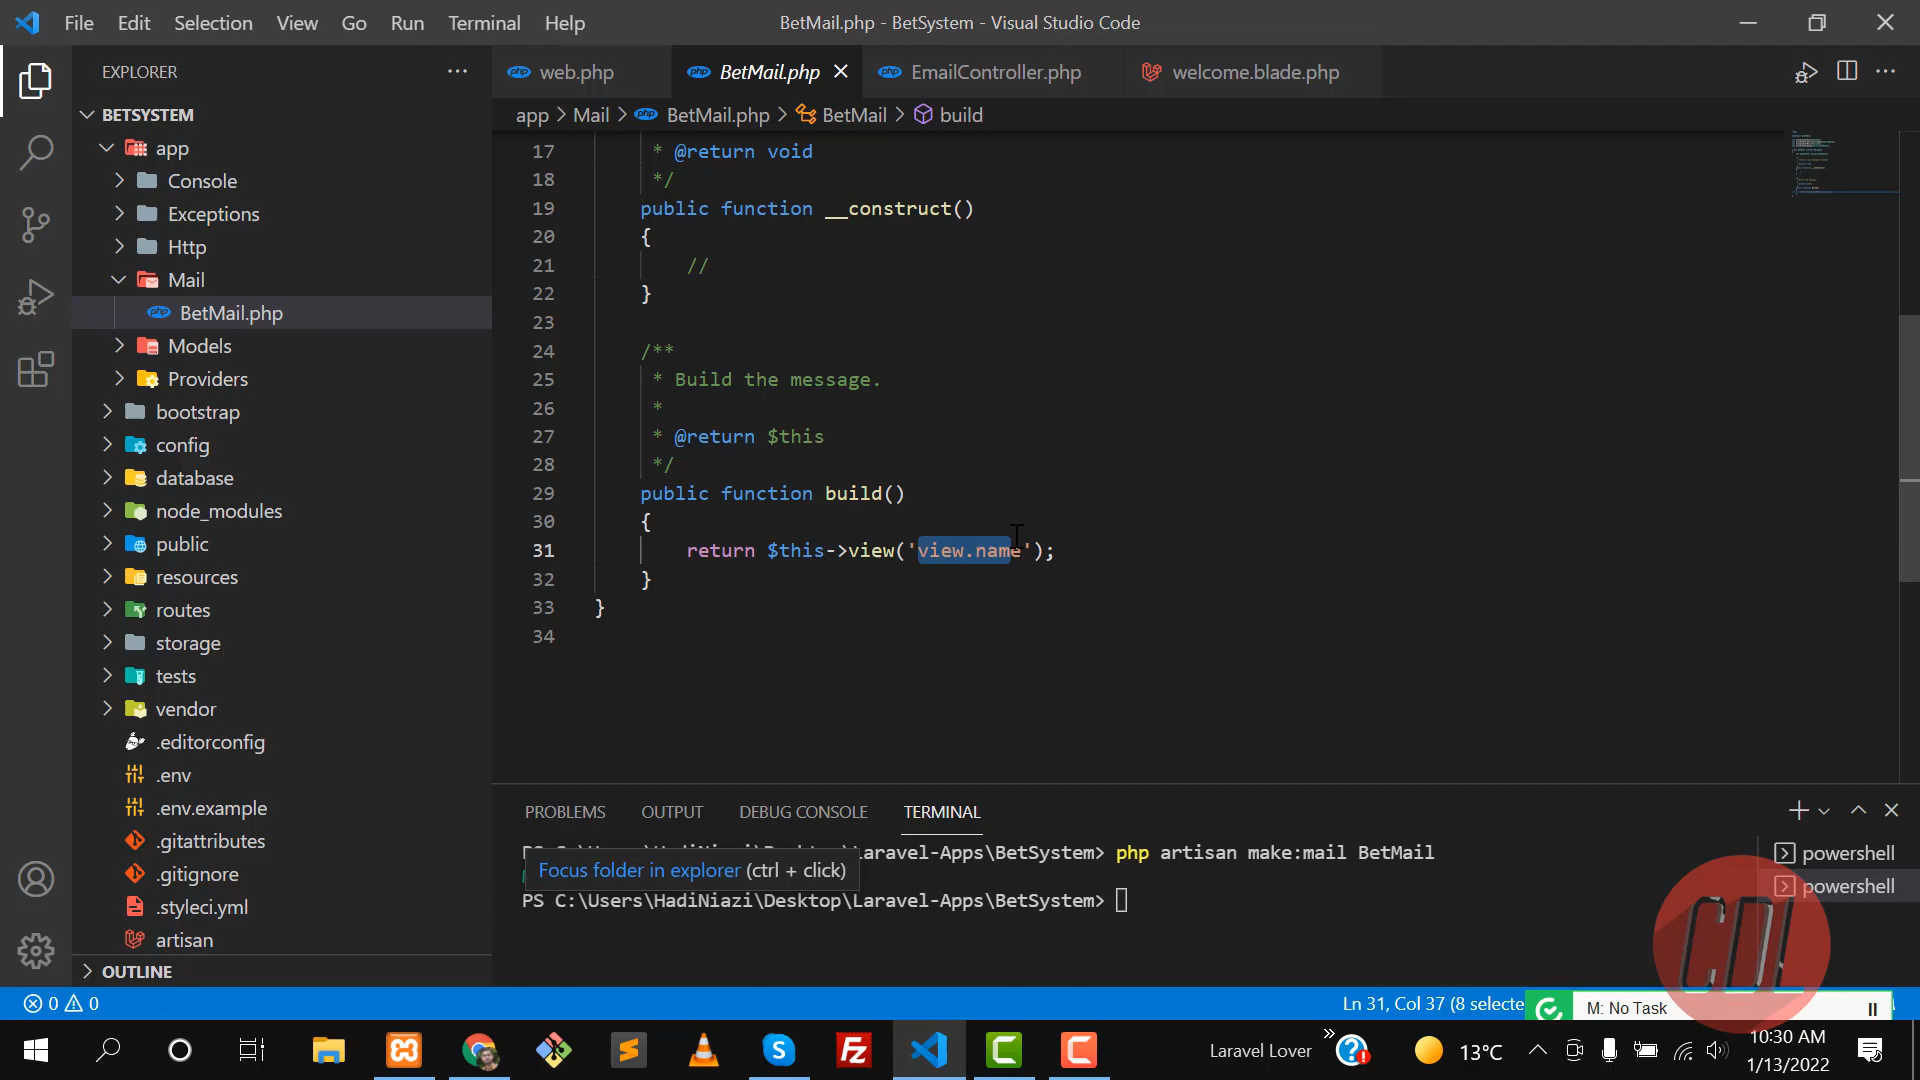 File Edit Selection View Go Run Terminal Help
BetMail.php - BetSystem - Visual Studio Code
EXPLORER
web.php
BetMail.php
EmailController.php
welcome.blade.php
app > Mail > BetMail.php > BetMail > build
BETSYSTEM
app
Console
Exceptions
Http
Mail
BetMail.php
Models
Providers
bootstrap
config
database
node_modules
public
resources
routes
storage
tests
vendor
.editorconfig
.env
.env.example
.gitattributes
.gitignore
.styleci.yml
artisan
OUTLINE
17 * @return void
18 */
19 public function __construct()
20 {
21 //
22 }
23
24 /**
25 * Build the message.
26 *
27 * @return $this
28 */
29 public function build()
30 {
31 return $this->view('view.name');
32 }
33 }
34
PROBLEMS OUTPUT DEBUG CONSOLE TERMINAL
aravel-Apps\BetSystem> php artisan make:mail BetMail
Focus folder in explorer (ctrl + click)
PS C:\Users\HadiNiazi\Desktop\Laravel-Apps\BetSystem>
powershell
powershell
CDL
0 0
Ln 31, Col 37 (8 selecte
M: No Task
Laravel Lover
13°C
10:30 AM
1/13/2022